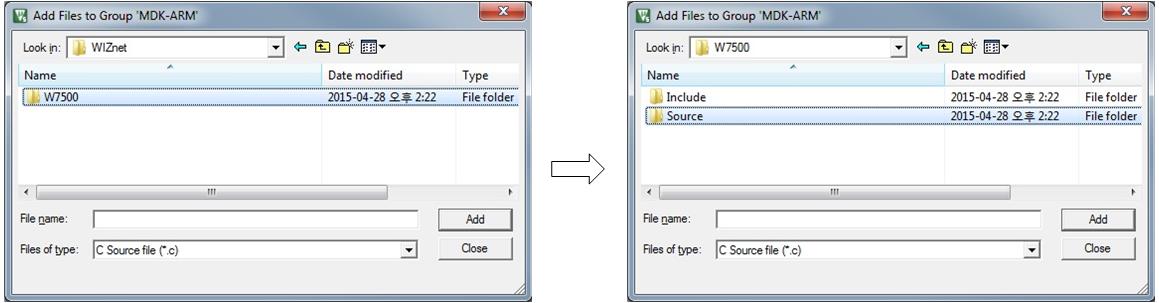 Add Files to Group 'MDK-ARM'
Look in: WIZnet
Name Date modified Type
W7500 2015-04-28 오후 2:22 File folder
File name: Add
Files of type: C Source file (*.c) Close
Add Files to Group 'MDK-ARM'
Look in: W7500
Name Date modified Type
Include 2015-04-28 오후 2:22 File folder
Source 2015-04-28 오후 2:22 File folder
File name: Add
Files of type: C Source file (*.c) Close